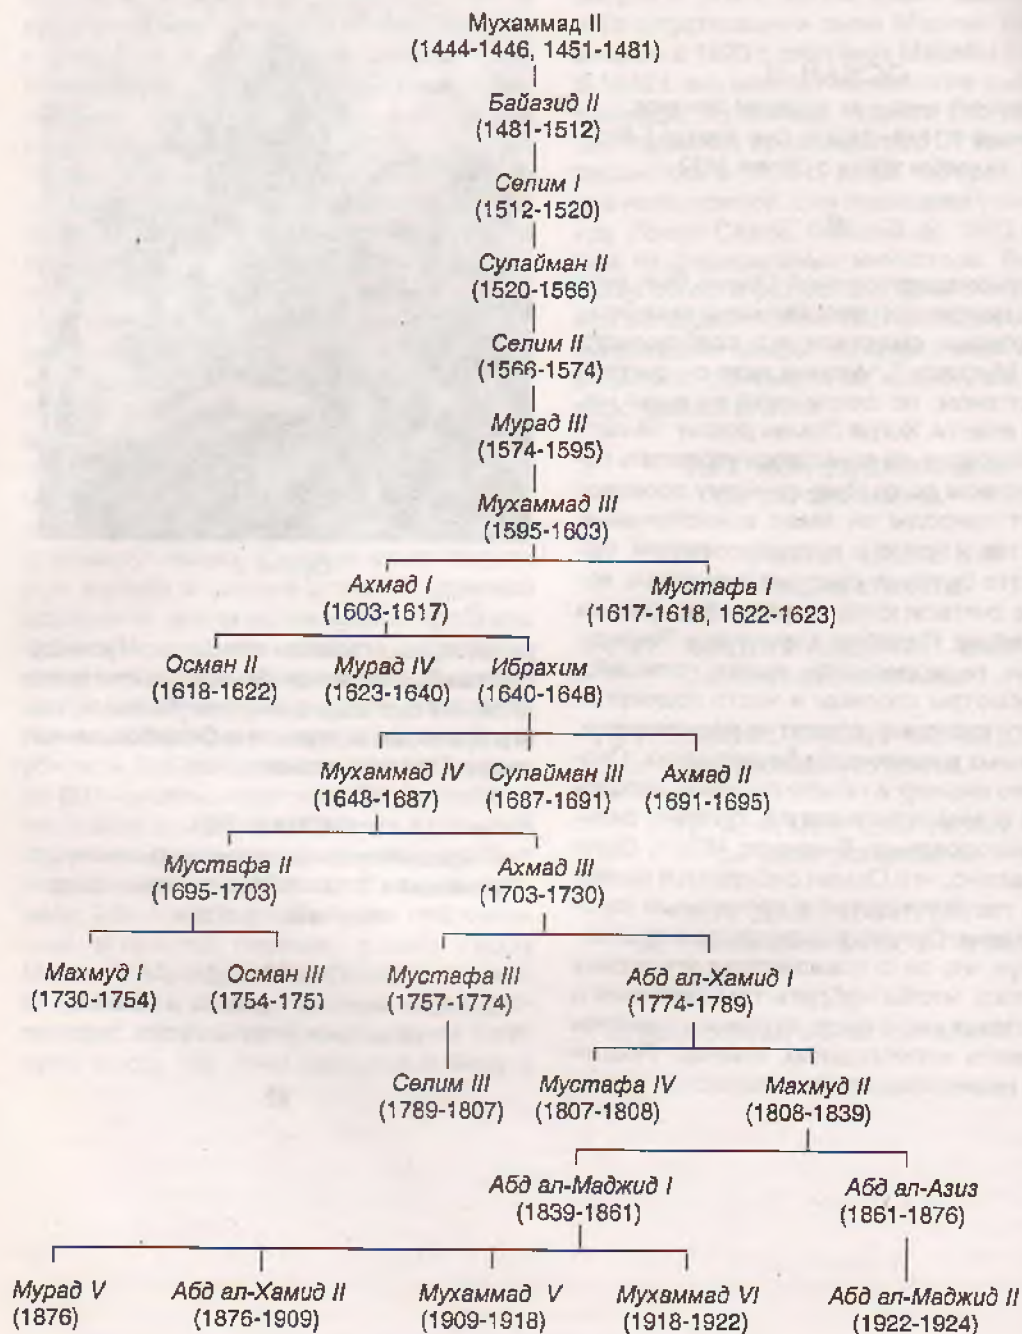 Мухаммад II
(1444-1446, 1451-1481)
Байазид II
(1481-1512)
Селим I
(1512-1520)
Сулайман II
(1520-1566)
Селим II
(1566-1574)
Мурад III
(1574-1595)
Мухаммад III
(1595-1603)
Ахмад I Мустафа I
(1603-1617) (1617-1618, 1622-1623)
Осман II Мурад IV Ибрахим
(1618-1622) (1623-1640) (1640-1648)
Мухаммад IV Сулайман III Ахмад II
(1648-1687) (1687-1691) (1691-1695)
Мустафа II Ахмад III
(1695-1703) (1703-1730)
Махмуд I Осман III Мустафа III Абд ал-Хамид I
(1730-1754) (1754-175) (1757-1774) (1774-1789)
Селим III Мустафа IV Махмуд II
(1789-1807) (1807-1808) (1808-1839)
Абд ал-Маджид I Абд ал-Азиз
(1839-1861) (1861-1876)
Мурад V Абд ал-Хамид II Мухаммад V Мухаммад VI Абд ал-Маджид II
(1876) (1876-1909) (1909-1918) (1918-1922) (1922-1924)